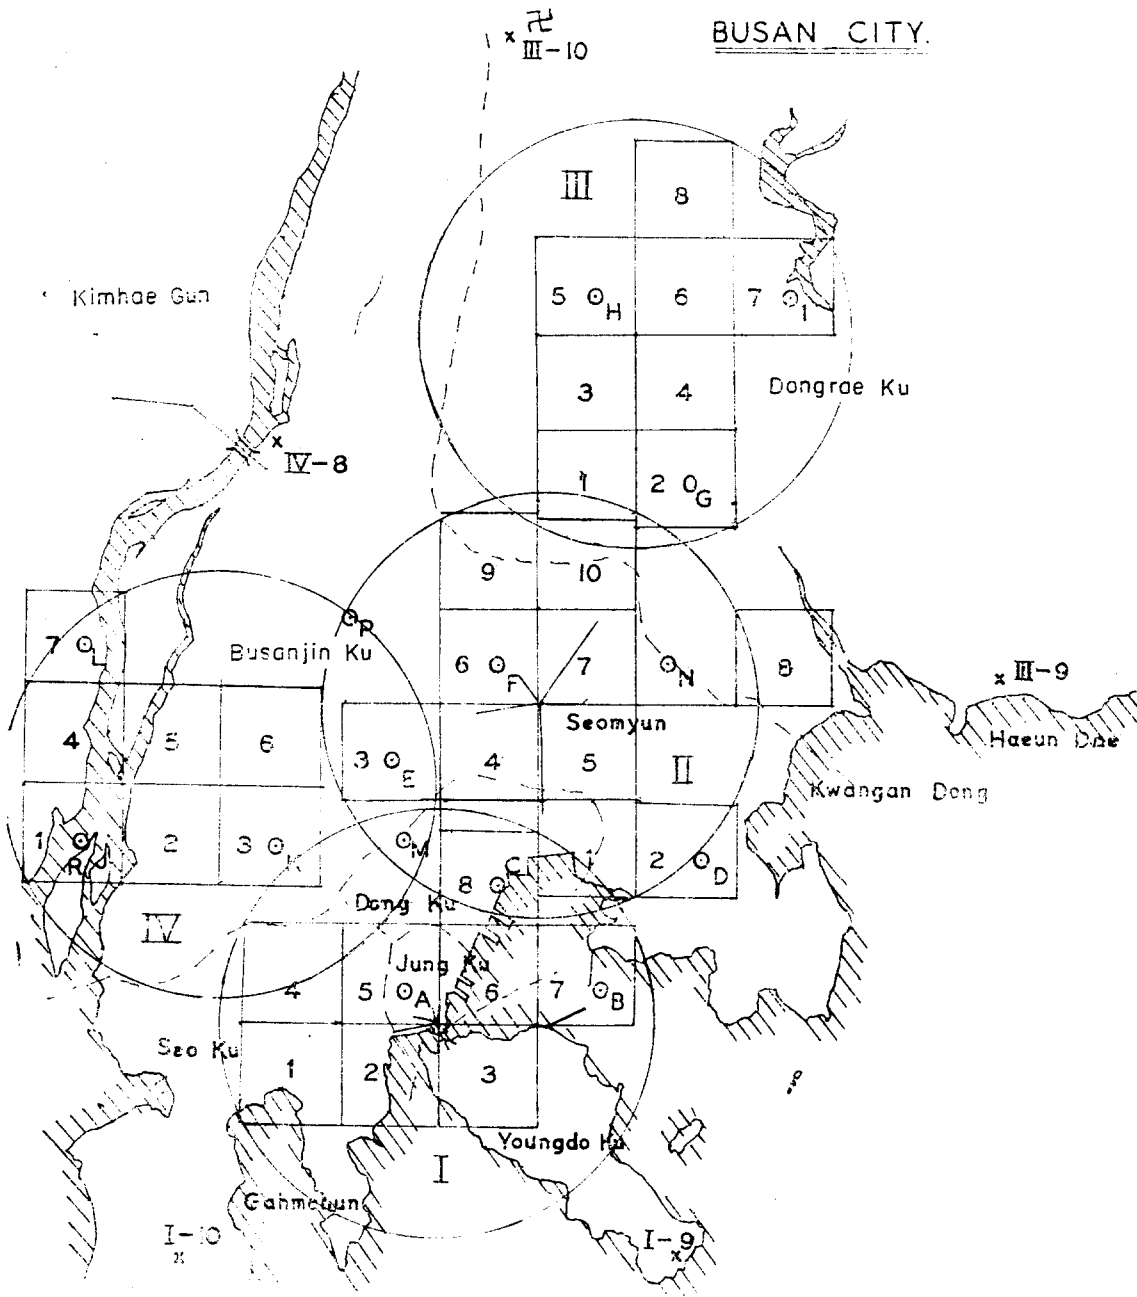 卍
BUSAN CITY.
III-10
III
8
Kimhae Gun
5 H
6
7 I
3
4
Dongrae Ku
IV-8
1
2 G
9
10
P
7 L
Busanjin Ku
6 F
7
N
8
III-9
Seomyun
Haeun Dae
4
5
6
3 E
4
5
II
Kwangan Dong
1
R
2
3 K
M
C
8
1
2 D
Dong Ku
IV
Jung Ku
4
5 A
6
7 B
Seo Ku
1
2
3
Youngdo Ku
I
I-10
I-9